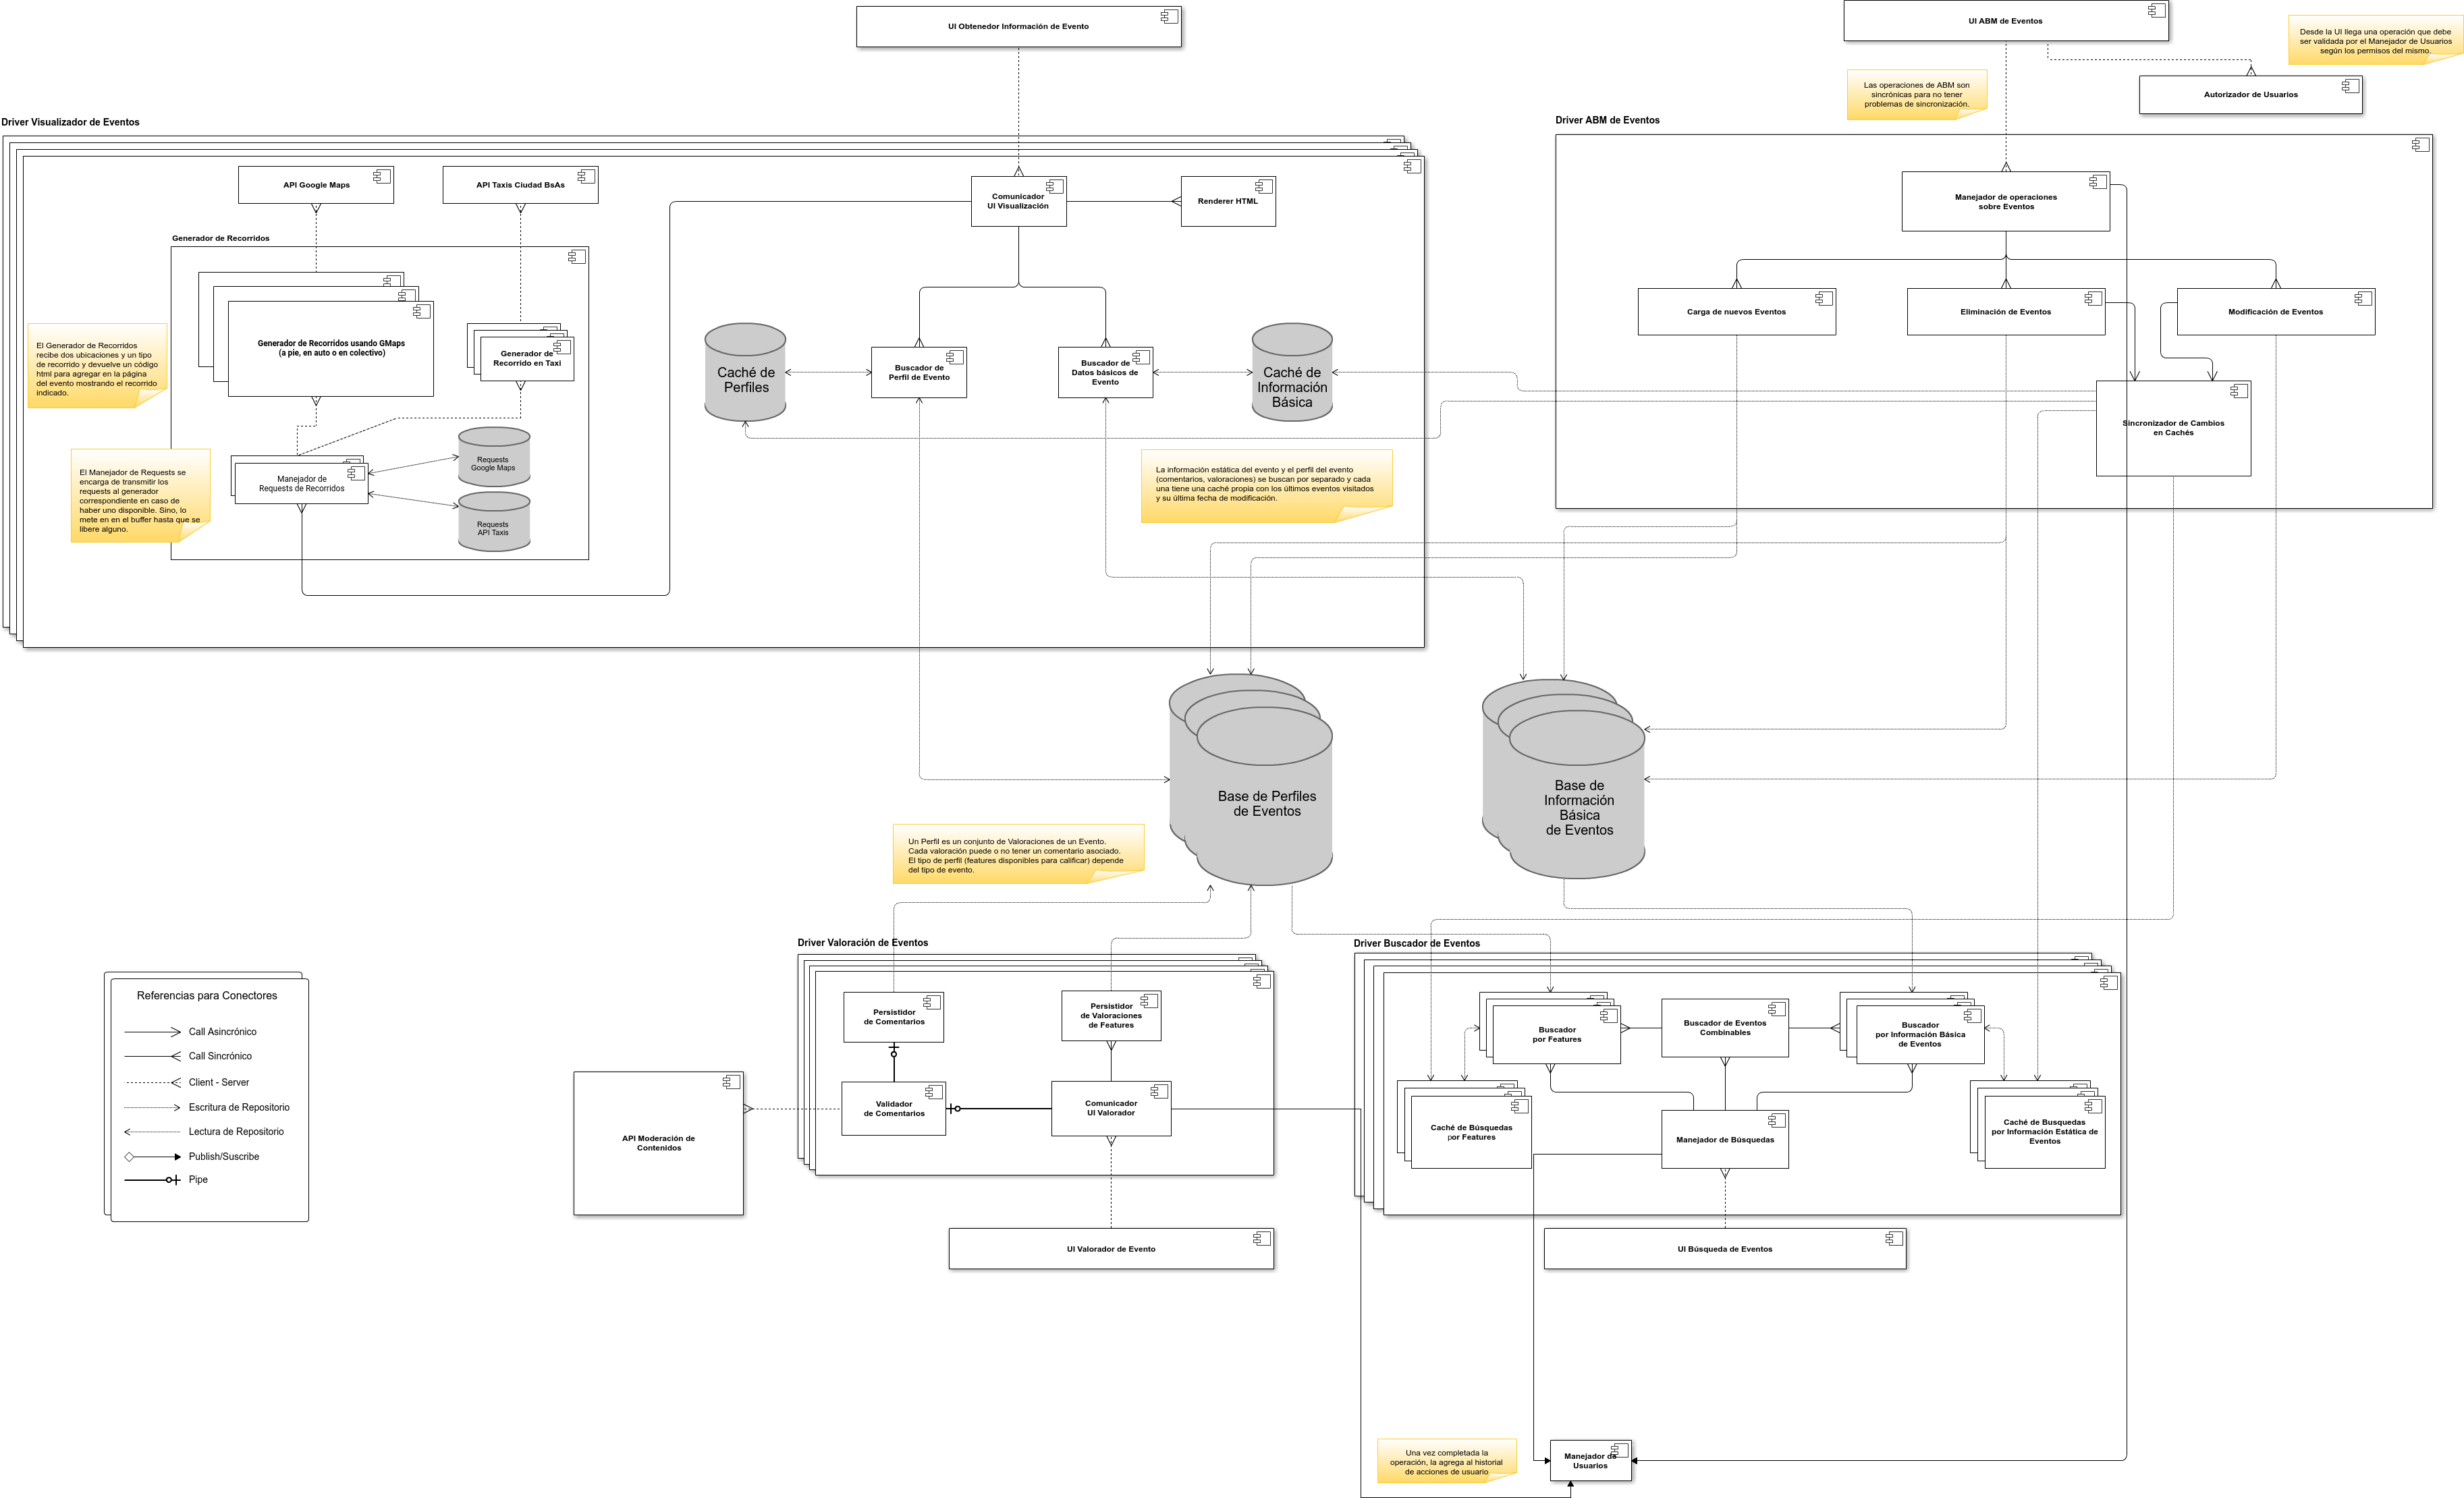 UI Obtenedor Información de Evento
UI ABM de Eventos
Desde la UI llega una operación que debe
ser validada por el Manejador de Usuarios
según los permisos del mismo.
Las operaciones de ABM son
sincrónicas para no tener
problemas de sincronización.
Autorizador de Usuarios
Driver Visualizador de Eventos
Driver ABM de Eventos
API Google Maps
API Taxis Ciudad BsAs
Comunicador
UI Visualización
Renderer HTML
Manejador de operaciones
sobre Eventos
Generador de Recorridos
Carga de nuevos Eventos
Eliminación de Eventos
Modificación de Eventos
El Generador de Recorridos
recibe dos ubicaciones y un tipo
de recorrido y devuelve un código
html para agregar en la página
del evento mostrando el recorrido
indicado.
Generador de Recorridos usando GMaps
(a pie, en auto o en colectivo)
Generador de
Recorrido en Taxi
Caché de
Perfiles
Buscador de
Perfil de Evento
Buscador de
Datos básicos de
Evento
Caché de
Información
Básica
Sincronizador de Cambios
en Cachés
El Manejador de Requests se
encarga de transmitir los
requests al generador
correspondiente en caso de
haber uno disponible. Sino, lo
mete en en el buffer hasta que se
libere alguno.
Manejador de
Requests de Recorridos
Requests
Google Maps
Requests
API Taxis
La información estática del evento y el perfil del evento
(comentarios, valoraciones) se buscan por separado y cada
una tiene una caché propia con los últimos eventos visitados
y su última fecha de modificación.
Base de Perfiles
de Eventos
Base de
Información
Básica
de Eventos
Un Perfil es un conjunto de Valoraciones de un Evento.
Cada valoración puede o no tener un comentario asociado.
El tipo de perfil (features disponibles para calificar) depende
del tipo de evento.
Driver Valoración de Eventos
Driver Buscador de Eventos
Referencias para Conectores
Call Asincrónico
Call Sincrónico
Client - Server
Escritura de Repositorio
Lectura de Repositorio
Publish/Suscribe
Pipe
Persistidor
de Comentarios
Persistidor
de Valoraciones
de Features
Validador
de Comentarios
Comunicador
UI Valorador
API Moderación de
Contenidos
Buscador
por Features
Buscador de Eventos
Combinables
Buscador
por Información Básica
de Eventos
Caché de Búsquedas
por Features
Manejador de Búsquedas
Caché de Busquedas
por Información Estática de
Eventos
UI Valorador de Evento
UI Búsqueda de Eventos
Una vez completada la
operación, la agrega al historial
de acciones de usuario
Manejador de
Usuarios